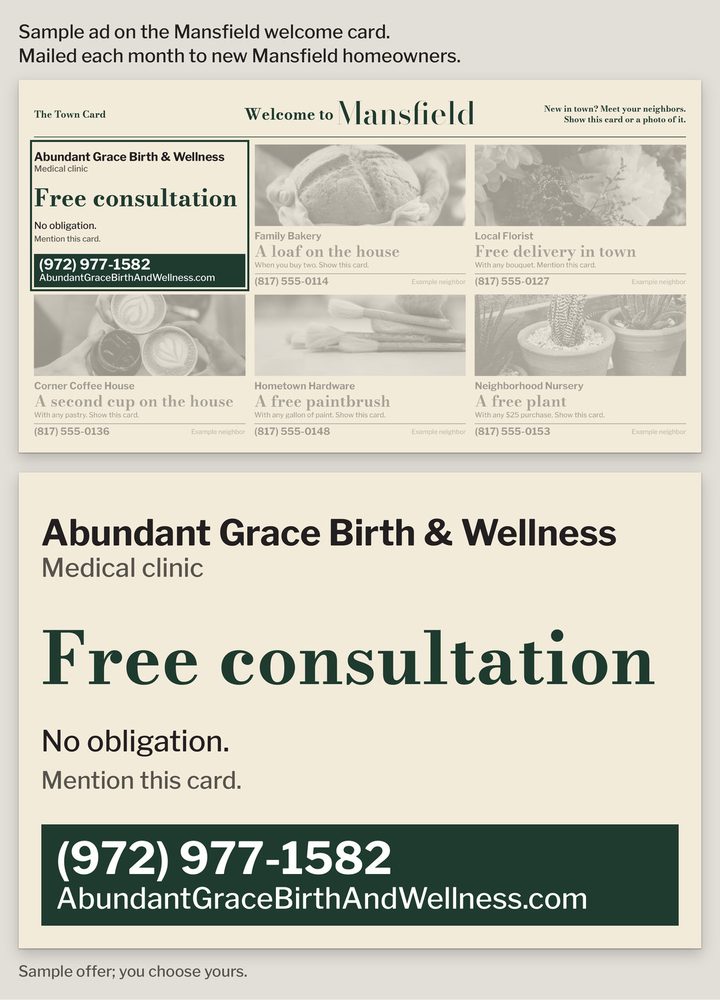 Sample ad on the Mansfield welcome card.
Mailed each month to new Mansfield homeowners.
The Town Card
Welcome to Mansfield
New in town? Meet your neighbors.
Show this card or a photo of it.
Abundant Grace Birth & Wellness
Medical clinic
Free consultation
No obligation.
Mention this card.
(972) 977-1582
AbundantGraceBirthAndWellness.com
Family Bakery
A loaf on the house
When you buy two. Show this card.
(817) 555-0114
Example neighbor
Local Florist
Free delivery in town
With any bouquet. Mention this card.
(817) 555-0127
Example neighbor
Corner Coffee House
A second cup on the house
With any pastry. Show this card.
(817) 555-0136
Example neighbor
Hometown Hardware
A free paintbrush
With any gallon of paint. Show this card.
(817) 555-0148
Example neighbor
Neighborhood Nursery
A free plant
With any $25 purchase. Show this card.
(817) 555-0153
Example neighbor
Abundant Grace Birth & Wellness
Medical clinic
Free consultation
No obligation.
Mention this card.
(972) 977-1582
AbundantGraceBirthAndWellness.com
Sample offer; you choose yours.